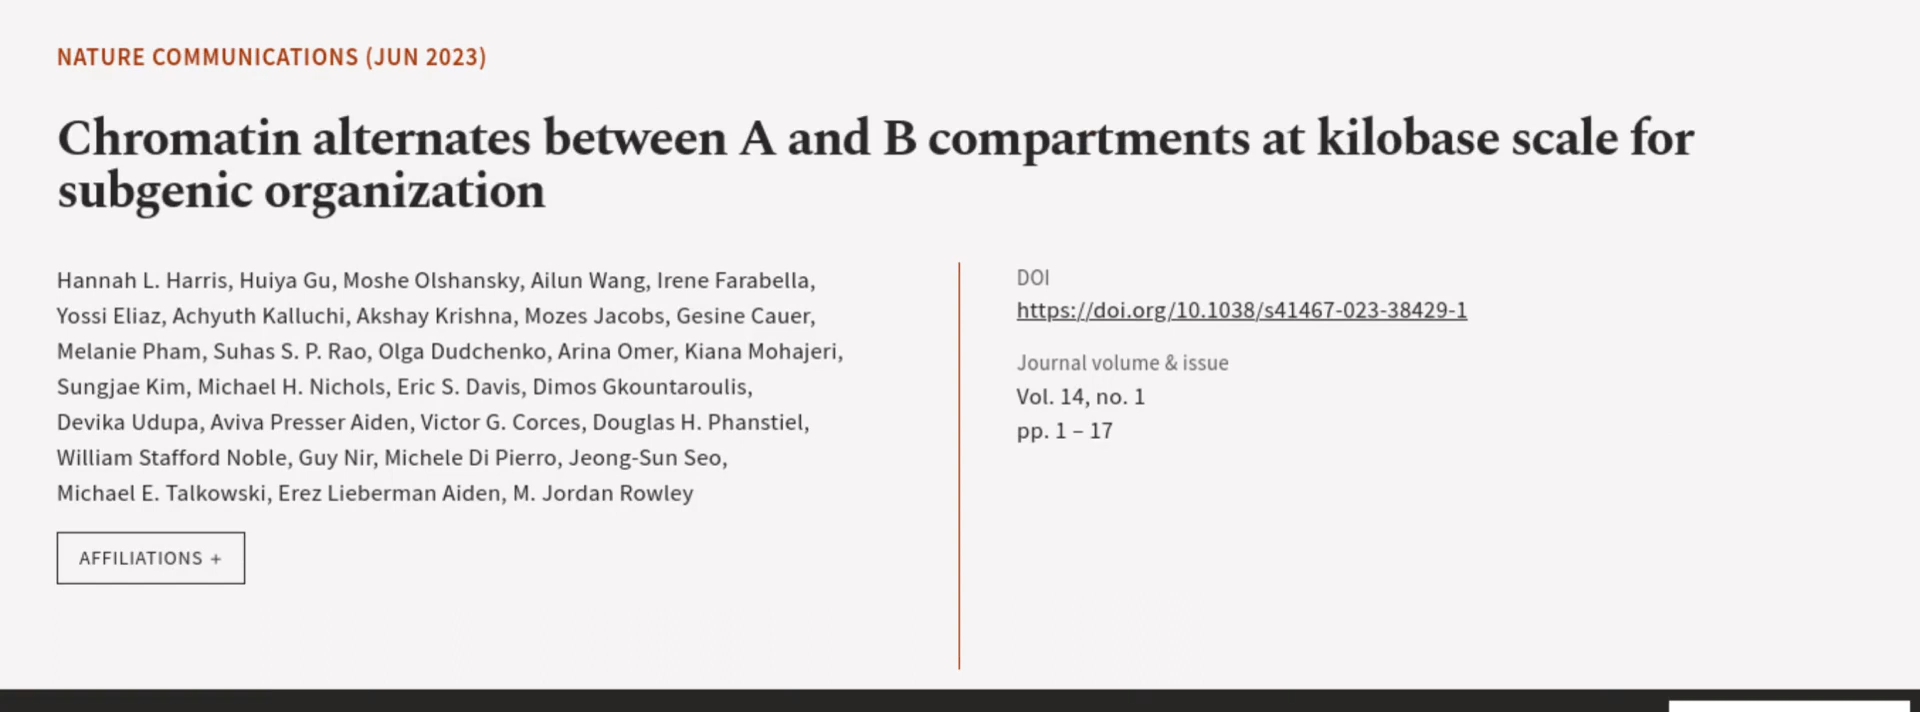 NATURE COMMUNICATIONS (JUN 2023)
Chromatin alternates between A and B compartments at kilobase scale for
subgenic organization
Hannah L. Harris, Huiya Gu, Moshe Olshansky, Ailun Wang, Irene Farabella,
Yossi Eliaz, Achyuth Kalluchi, Akshay Krishna, Mozes Jacobs, Gesine Cauer,
Melanie Pham, Suhas S. P. Rao, Olga Dudchenko, Arina Omer, Kiana Mohajeri,
Sungjae Kim, Michael H. Nichols, Eric S. Davis, Dimos Gkountaroulis,
Devika Udupa, Aviva Presser Aiden, Victor G. Corces, Douglas H. Phanstiel,
William Stafford Noble, Guy Nir, Michele Di Pierro, Jeong-Sun Seo,
Michael E. Talkowski, Erez Lieberman Aiden, M. Jordan Rowley
AFFILIATIONS +
DOI
https://doi.org/10.1038/s41467-023-38429-1
Journal volume & issue
Vol. 14, no. 1
pp. 1 – 17